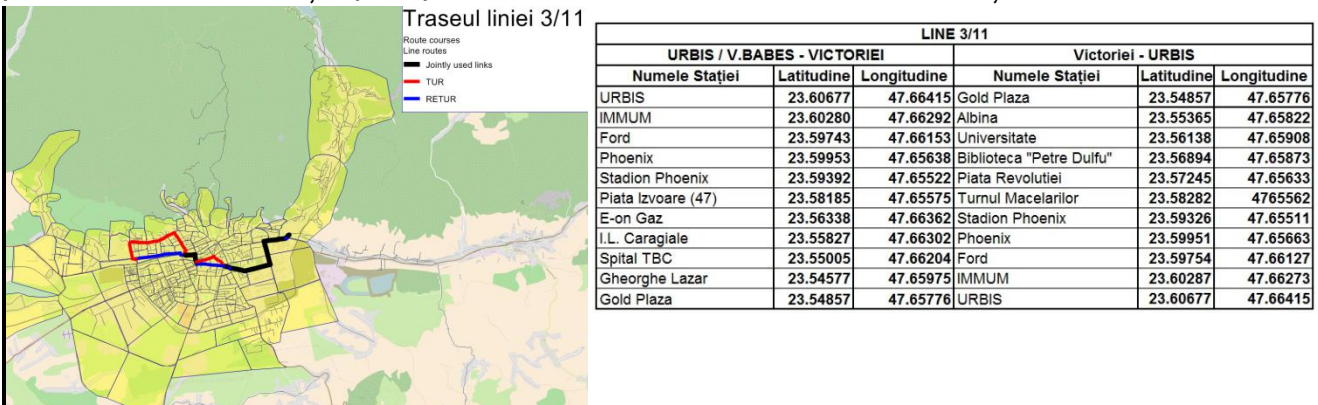 Traseul liniei 3/11
Route courses
Line routes
Jointly used links
TUR
RETUR
LINE 3/11
URBIS / V.BABES - VICTORIEI Victoriei - URBIS
Numele Stației Latitudine Longitudine Numele Stației Latitudine Longitudine
URBIS 23.60677 47.66415 Gold Plaza 23.54857 47.65776
IMMUM 23.60280 47.66292 Albina 23.55365 47.65822
Ford 23.59743 47.66153 Universitate 23.56138 47.65908
Phoenix 23.59953 47.65638 Biblioteca "Petre Dulfu" 23.56894 47.65873
Stadion Phoenix 23.59392 47.65522 Piata Revolutiei 23.57245 47.65633
Piata Izvoare (47) 23.58185 47.65575 Turnul Macelarilor 23.58282 4765562
E-on Gaz 23.56338 47.66362 Stadion Phoenix 23.59326 47.65511
I.L. Caragiale 23.55827 47.66302 Phoenix 23.59951 47.65663
Spital TBC 23.55005 47.66204 Ford 23.59754 47.66127
Gheorghe Lazar 23.54577 47.65975 IMMUM 23.60287 47.66273
Gold Plaza 23.54857 47.65776 URBIS 23.60677 47.66415